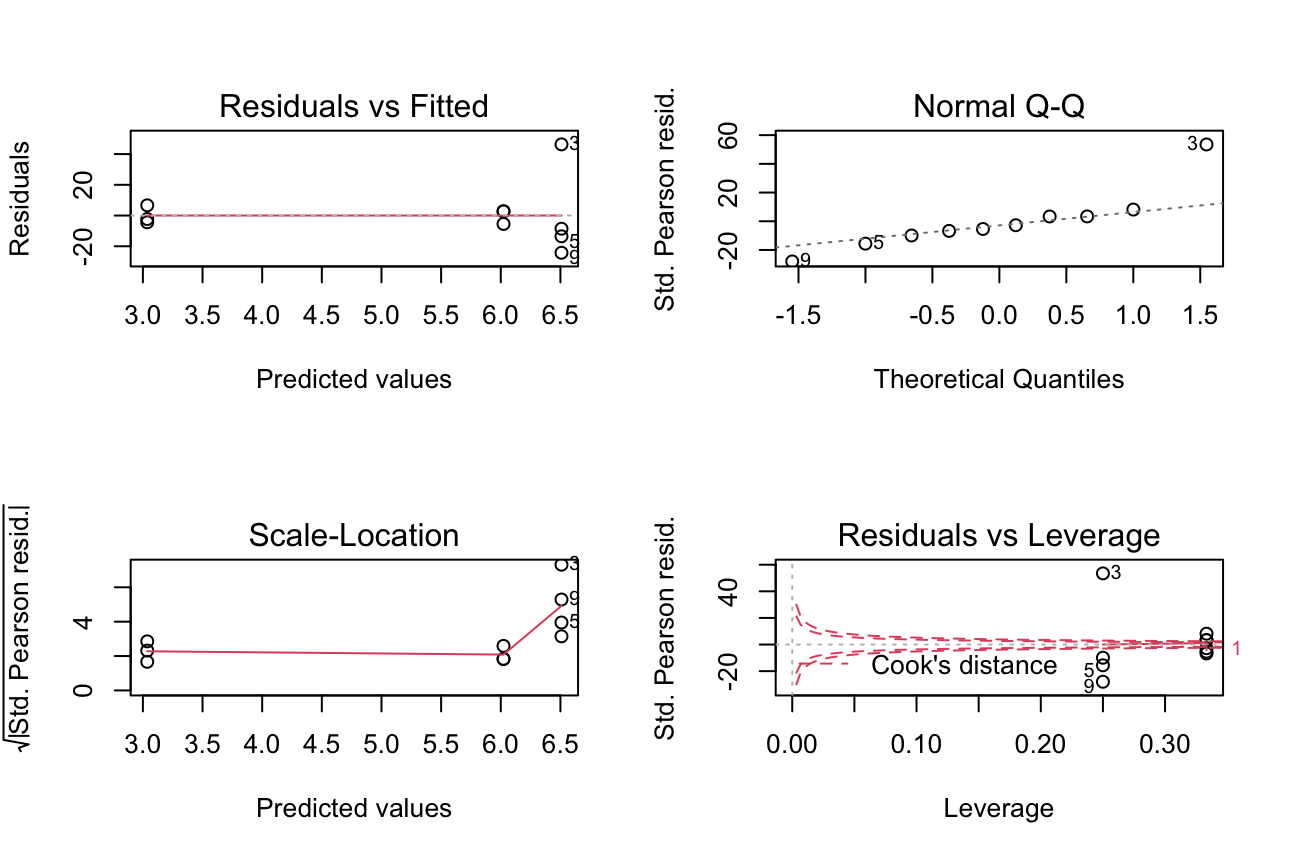 Residuals vs Fitted
Residuals
20
-20
3
5
9
3.0 3.5 4.0 4.5 5.0 5.5 6.0 6.5
Predicted values
Normal Q-Q
Std. Pearson resid.
60
20
-20
3
5
9
-1.5 -0.5 0.0 0.5 1.0 1.5
Theoretical Quantiles
Scale-Location
√|Std. Pearson resid.|
4
0
3
9
5
3.0 3.5 4.0 4.5 5.0 5.5 6.0 6.5
Predicted values
Residuals vs Leverage
Std. Pearson resid.
40
-20
3
1
Cook's distance
5
9
0.00 0.10 0.20 0.30
Leverage